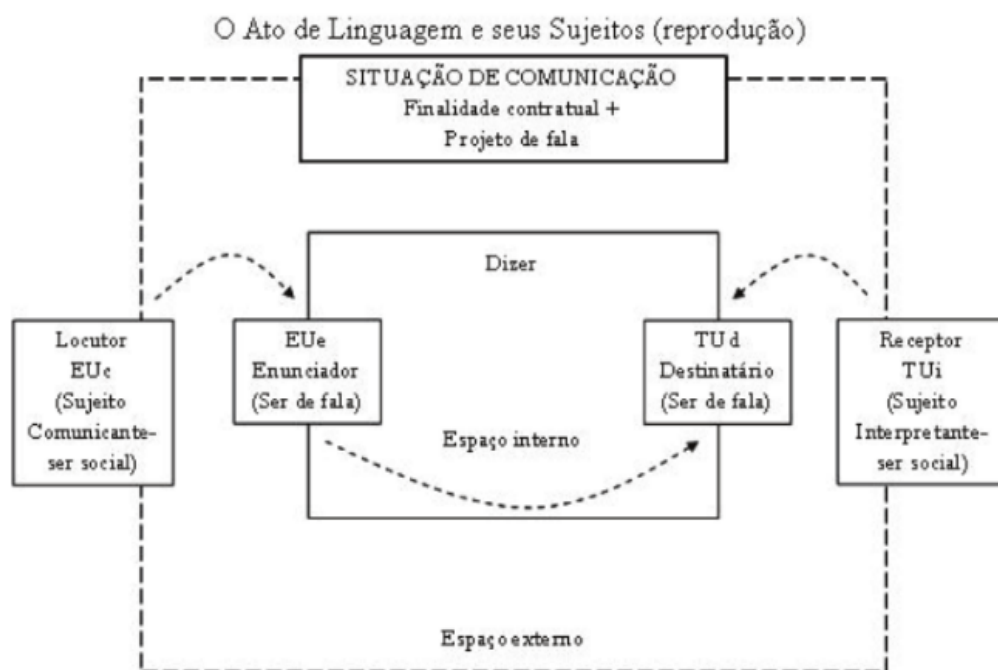 O Ato de Linguagem e seus Sujeitos (reprodução)
SITUAÇÃO DE COMUNICAÇÃO
Finalidade contratual +
Projeto de fala
Dizer
Locutor
EUc
(Sujeito
Comunicante-
ser social)
EUe
Enunciador
(Ser de fala)
TUd
Destinatário
(Ser de fala)
Receptor
TUi
(Sujeito
Interpretante-
ser social)
Espaço interno
Espaço externo